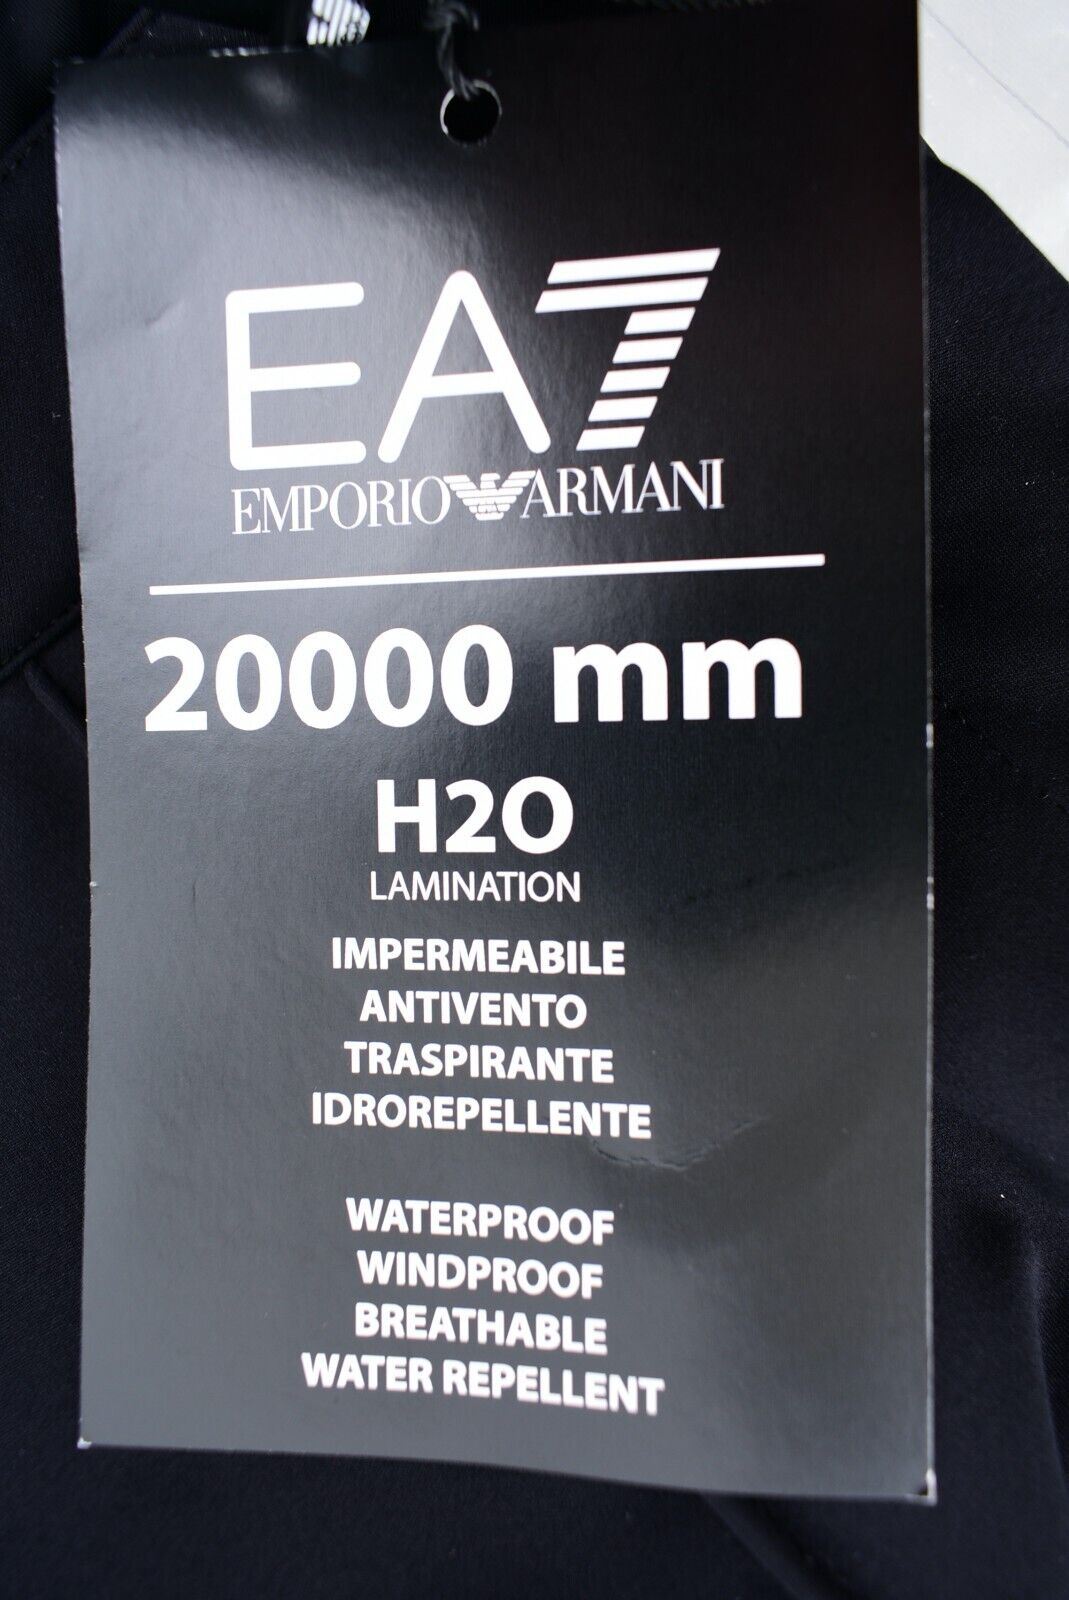 EA7
EMPORIO ARMANI
20000 mm
H2O
LAMINATION
IMPERMEABILE
ANTIVENTO
TRASPIRANTE
IDROREPELLENTE
WATERPROOF
WINDPROOF
BREATHABLE
WATER REPELLENT